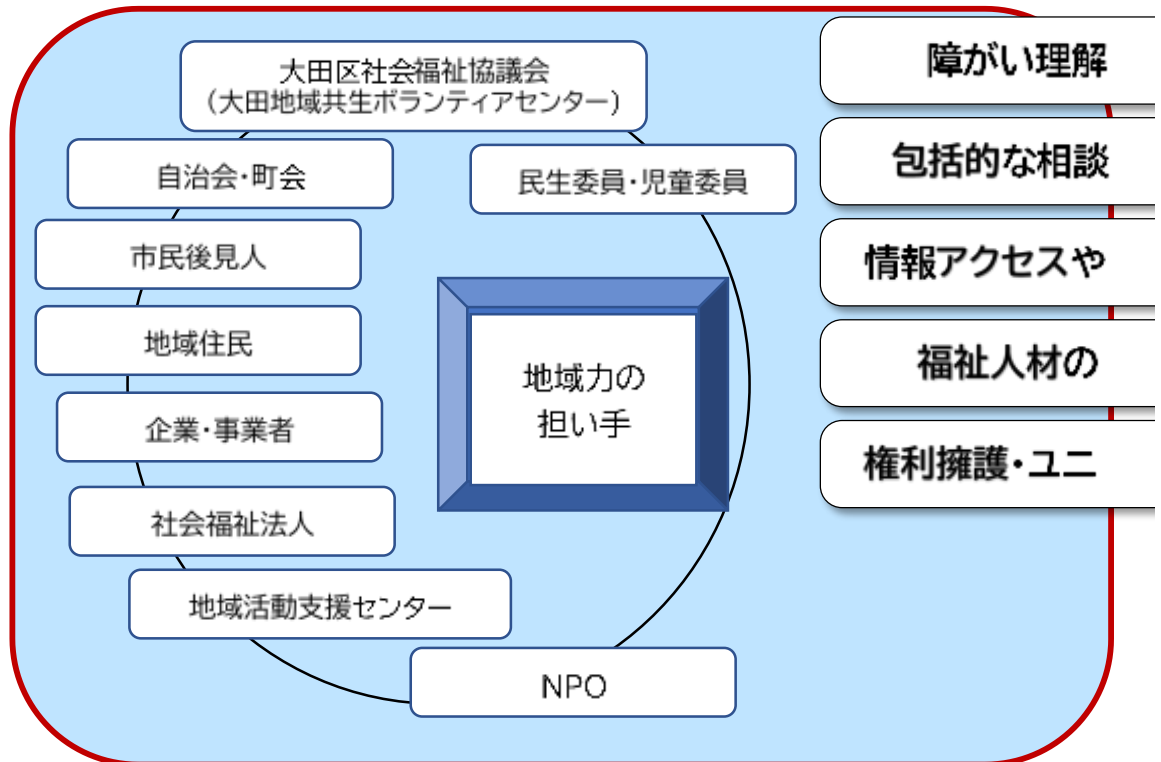 大田区社会福祉協議会
（大田地域共生ボランティアセンター）
自治会・町会
民生委員・児童委員
市民後見人
地域住民
企業・事業者
社会福祉法人
地域活動支援センター
NPO
地域力の
担い手
障がい理解
包括的な相談
情報アクセスや
福祉人材の
権利擁護・ユニ